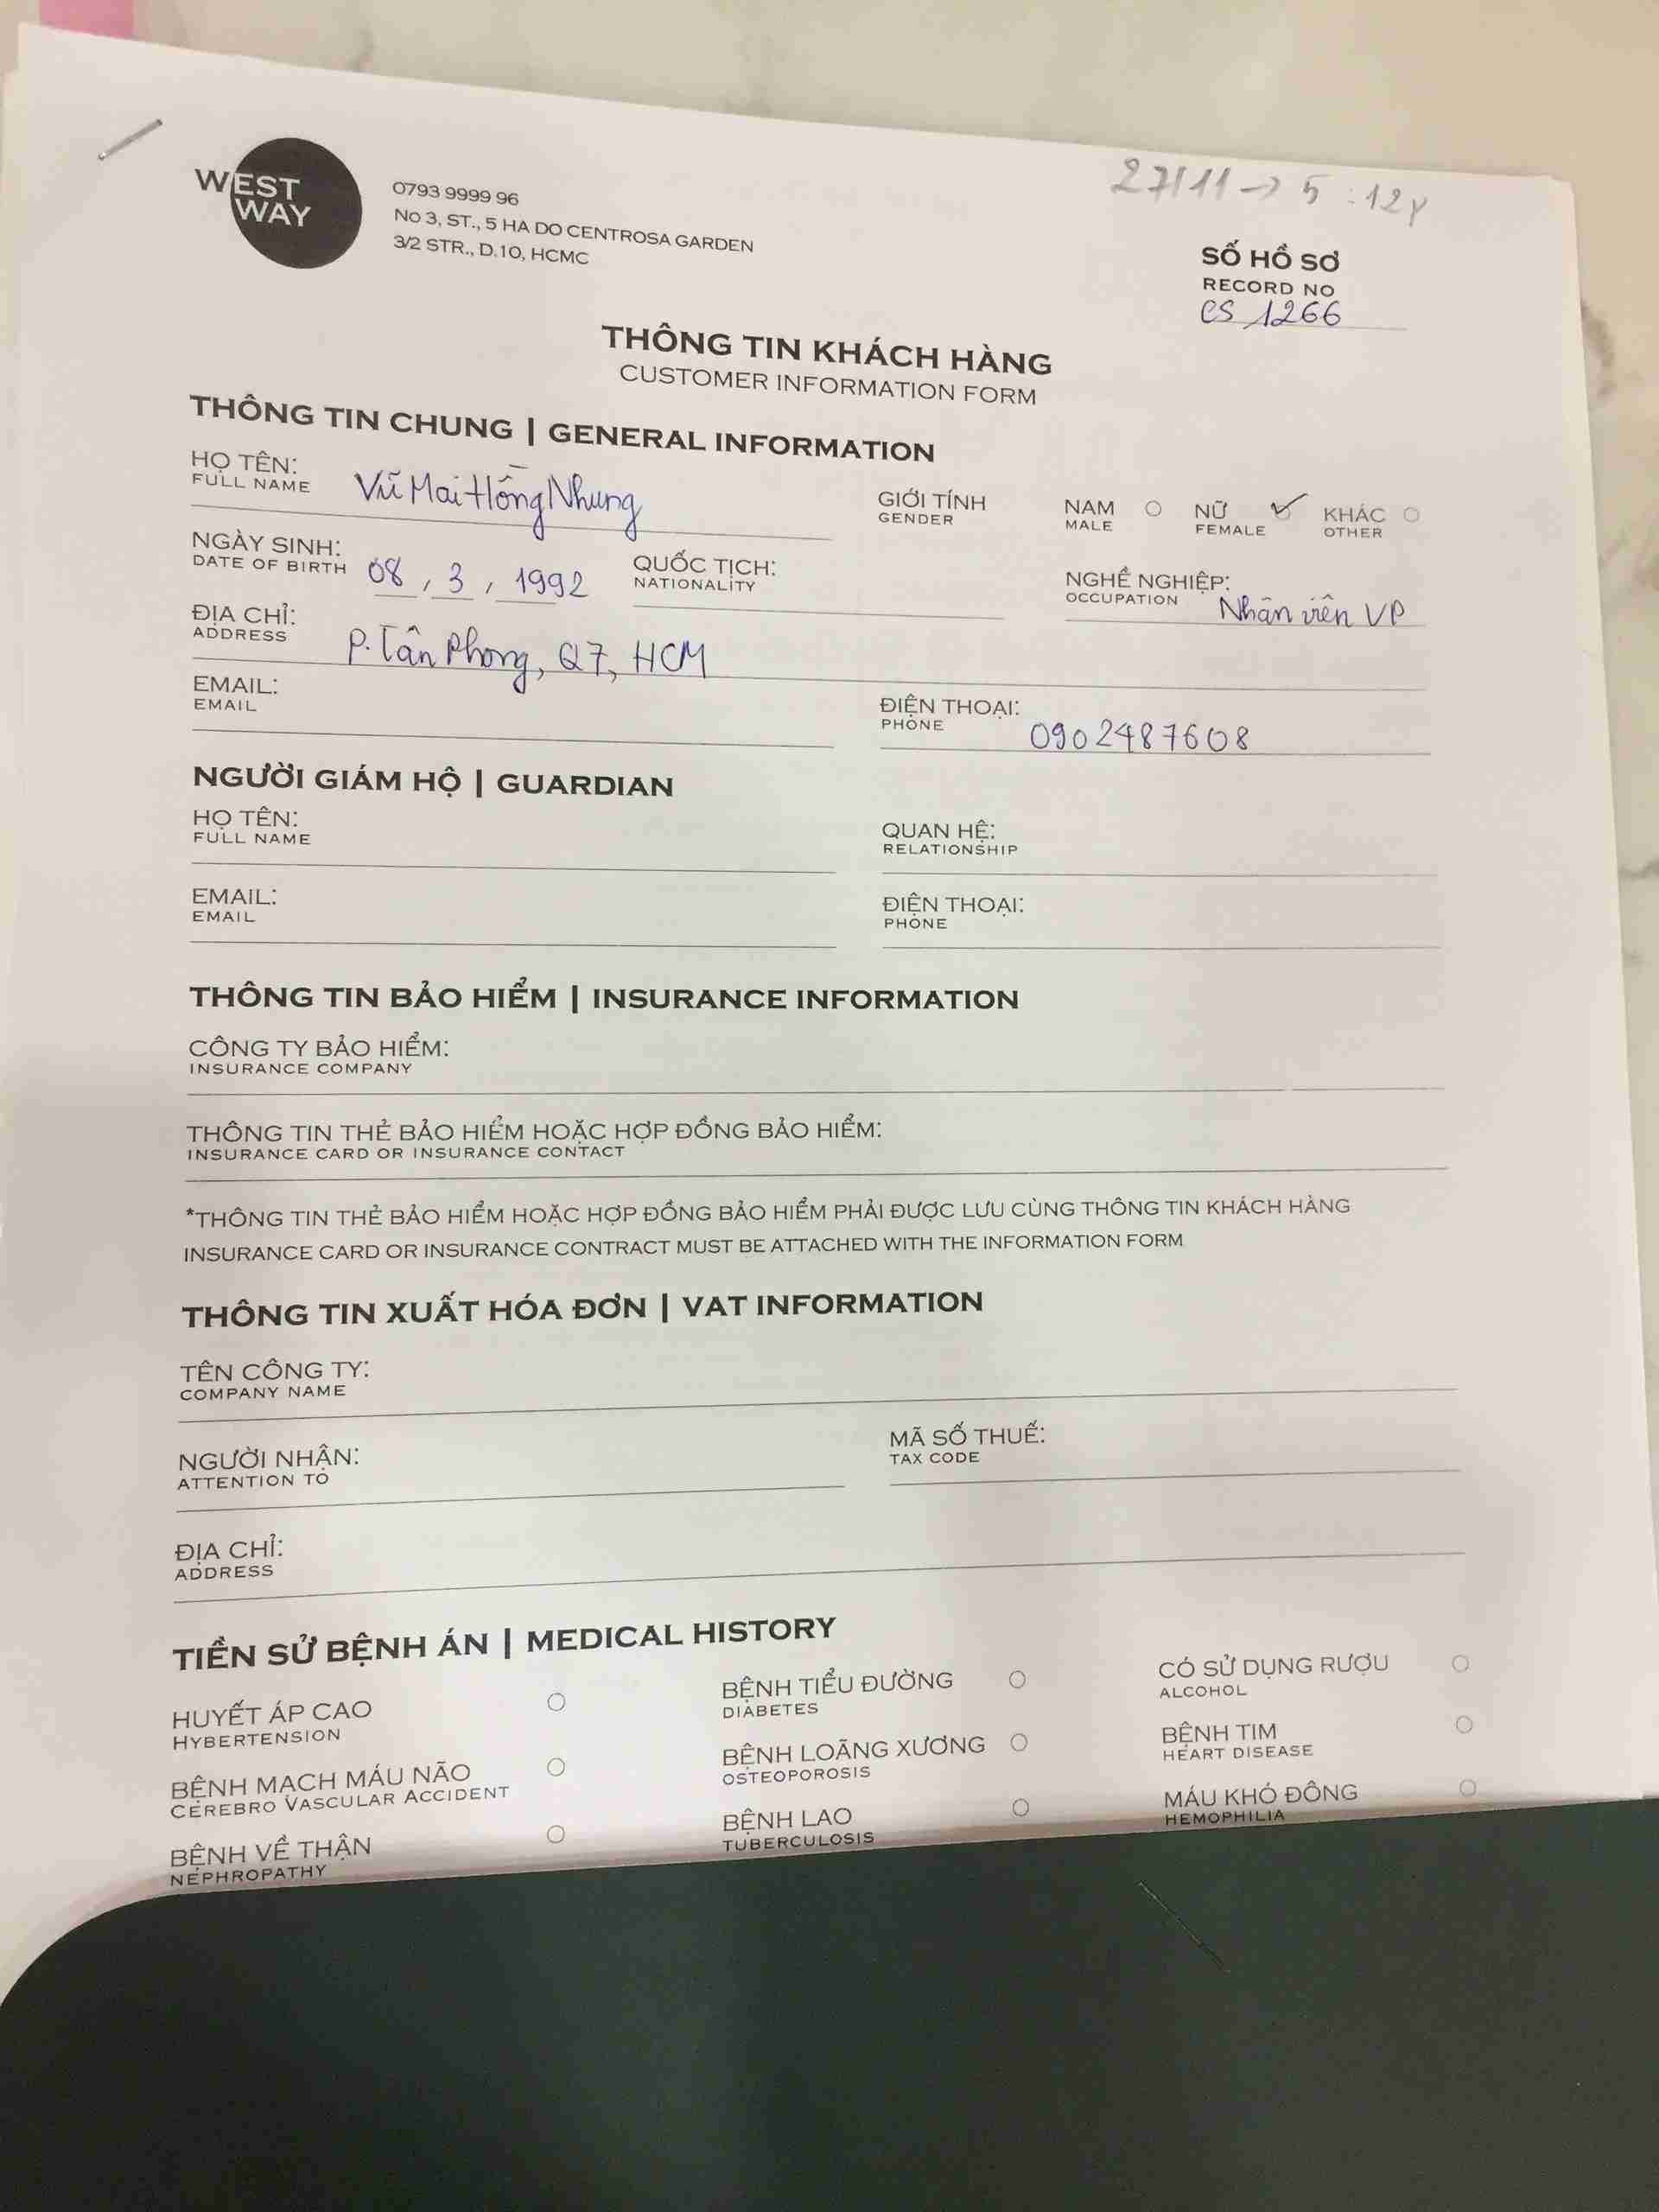 27/11 -> 5 : 12y
WEST
WAY
0793 9999 96
No 3, ST., 5 HA DO CENTROSA GARDEN
3/2 STR., D.10, HCMC
SỐ HỒ SƠ
RECORD NO
CS 1266
THÔNG TIN KHÁCH HÀNG
CUSTOMER INFORMATION FORM
THÔNG TIN CHUNG | GENERAL INFORMATION
HỌ TÊN: Vũ Mai Hồng Nhung GIỚI TÍNH NAM NỮ ✓ KHÁC
FULL NAME GENDER MALE FEMALE OTHER
NGÀY SINH: 08 , 3 , 1992 QUỐC TỊCH: NGHỀ NGHIỆP: Nhân viên VP
DATE OF BIRTH NATIONALITY OCCUPATION
ĐỊA CHỈ: P. Tân Phong, Q7, HCM
ADDRESS
EMAIL: ĐIỆN THOẠI: 0902487608
EMAIL PHONE
NGƯỜI GIÁM HỘ | GUARDIAN
HỌ TÊN: QUAN HỆ:
FULL NAME RELATIONSHIP
EMAIL: ĐIỆN THOẠI:
EMAIL PHONE
THÔNG TIN BẢO HIỂM | INSURANCE INFORMATION
CÔNG TY BẢO HIỂM:
INSURANCE COMPANY
THÔNG TIN THẺ BẢO HIỂM HOẶC HỢP ĐỒNG BẢO HIỂM:
INSURANCE CARD OR INSURANCE CONTACT
*THÔNG TIN THẺ BẢO HIỂM HOẶC HỢP ĐỒNG BẢO HIỂM PHẢI ĐƯỢC LƯU CÙNG THÔNG TIN KHÁCH HÀNG
INSURANCE CARD OR INSURANCE CONTRACT MUST BE ATTACHED WITH THE INFORMATION FORM
THÔNG TIN XUẤT HÓA ĐƠN | VAT INFORMATION
TÊN CÔNG TY:
COMPANY NAME
NGƯỜI NHẬN: MÃ SỐ THUẾ:
ATTENTION TO TAX CODE
ĐỊA CHỈ:
ADDRESS
TIỀN SỬ BỆNH ÁN | MEDICAL HISTORY
HUYẾT ÁP CAO BỆNH TIỂU ĐƯỜNG CÓ SỬ DỤNG RƯỢU
HYBERTENSION DIABETES ALCOHOL
BỆNH MẠCH MÁU NÃO BỆNH LOÃNG XƯƠNG BỆNH TIM
CEREBRO VASCULAR ACCIDENT OSTEOPOROSIS HEART DISEASE
BỆNH VỀ THẬN BỆNH LAO MÁU KHÓ ĐÔNG
NEPHROPATHY TUBERCULOSIS HEMOPHILIA